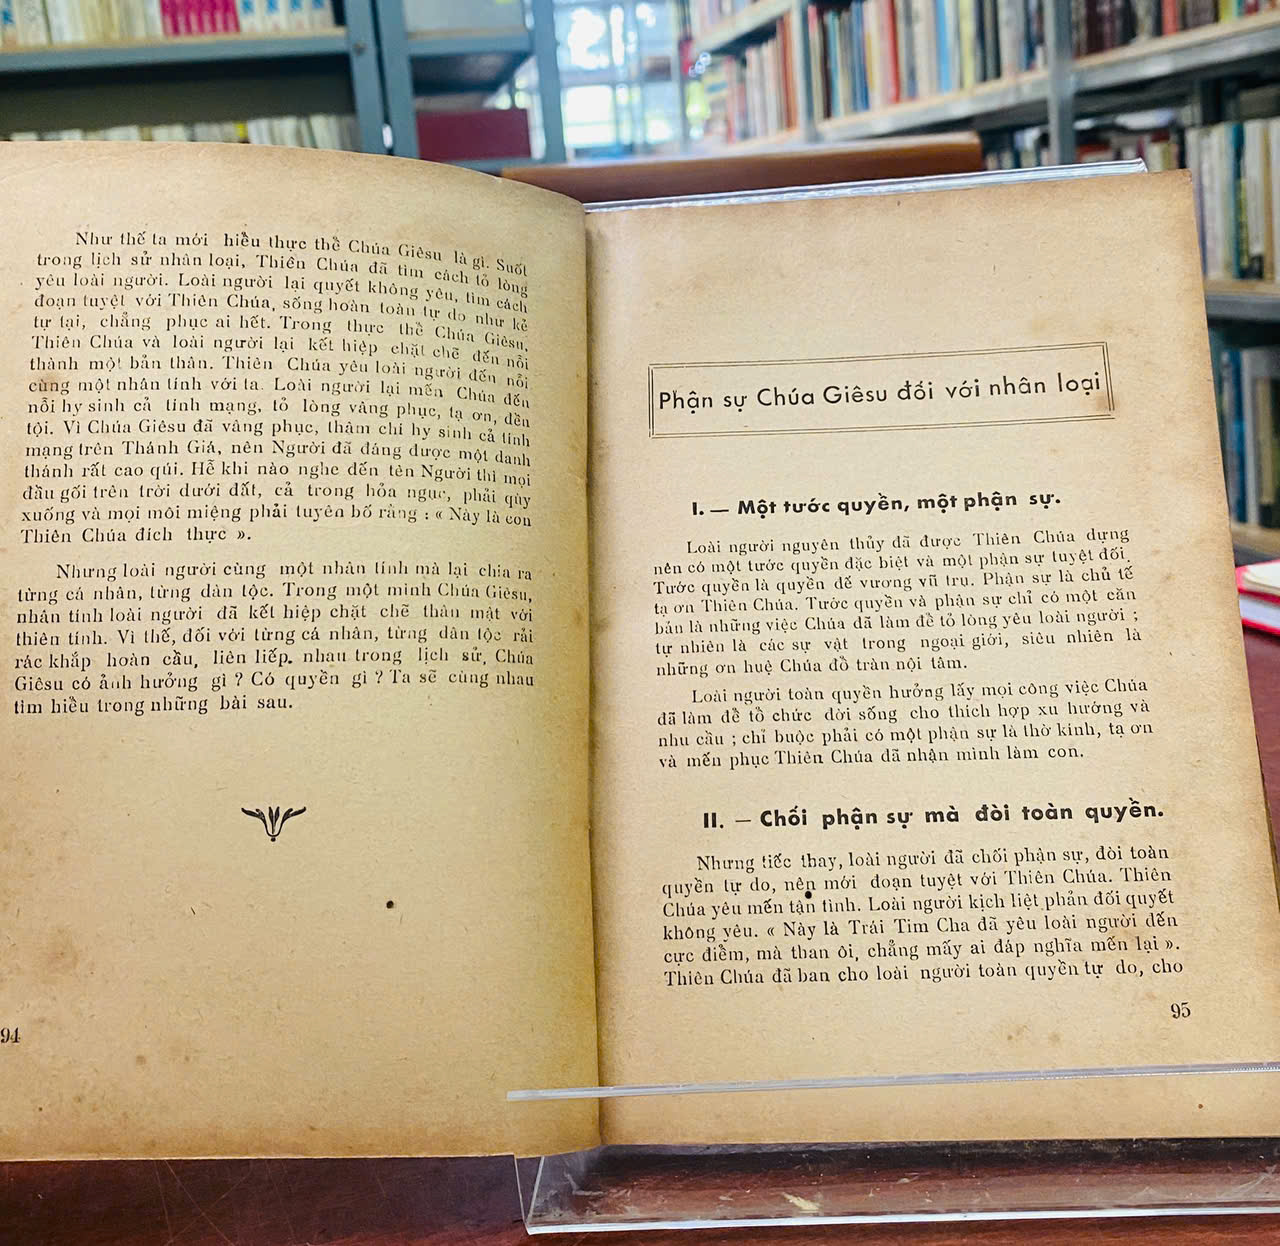 Như thế ta mới hiểu thực thể Chúa Giêsu là gì. Suốt
trong lịch sử nhân loại, Thiên Chúa đã tìm cách tỏ lòng
yêu loài người. Loài người lại quyết không yêu, tìm cách
đoạn tuyệt với Thiên Chúa, sống hoàn toàn tự do như kẻ
tự tại, chẳng phục ai hết. Trong thực thể Chúa Giêsu,
Thiên Chúa và loài người lại kết hiệp chặt chẽ đến nỗi
thành một bản thân. Thiên Chúa yêu loài người đến nỗi
cùng một nhân tính với ta. Loài người lại mến Chúa đến
nỗi hy sinh cả tính mạng, tỏ lòng vâng phục, tạ ơn, đền
tội. Vì Chúa Giêsu đã vâng phục, thậm chí hy sinh cả tính
mạng trên Thánh Giá, nên Người đã đáng được một danh
thánh rất cao qúi. Hễ khi nào nghe đến tên Người thì mọi
đầu gối trên trời dưới đất, cả trong hỏa ngục, phải qùy
xuống và mọi môi miệng phải tuyên bố rằng : « Này là con
Thiên Chúa đích thực ».
Nhưng loài người cùng một nhân tính mà lại chia ra
từng cá nhân, từng dân tộc. Trong một mình Chúa Giêsu,
nhân tính loài người đã kết hiệp chặt chẽ thân mật với
thiên tính. Vì thế, đối với từng cá nhân, từng dân tộc rải
rác khắp hoàn cầu, liên liếp. nhau trong lịch sử, Chúa
Giêsu có ảnh hưởng gì ? Có quyền gì ? Ta sẽ cùng nhau
tìm hiểu trong những bài sau.
94
Phận sự Chúa Giêsu đối với nhân loại
I. — Một tước quyền, một phận sự.
Loài người nguyên thủy đã được Thiên Chúa dựng
nên có một tước quyền đặc biệt và một phận sự tuyệt đối.
Tước quyền là quyền đế vương vũ trụ. Phận sự là chủ tế
tạ ơn Thiên Chúa. Tước quyền và phận sự chỉ có một căn
bản là những việc Chúa đã làm để tỏ lòng yêu loài người ;
tự nhiên là các sự vật trong ngoại giới, siêu nhiên là
những ơn huệ Chúa đổ tràn nội tâm.
Loài người toàn quyền hưởng lấy mọi công việc Chúa
đã làm để tổ chức đời sống cho thích hợp xu hướng và
nhu cầu ; chỉ buộc phải có một phận sự là thờ kính, tạ ơn
và mến phục Thiên Chúa đã nhận mình làm con.
II. — Chối phận sự mà đòi toàn quyền.
Nhưng tiếc thay, loài người đã chối phận sự, đòi toàn
quyền tự do, nên mới đoạn tuyệt với Thiên Chúa. Thiên
Chúa yêu mến tận tình. Loài người kịch liệt phản đối quyết
không yêu. « Này là Trái Tim Cha đã yêu loài người đến
cực điểm, mà than ôi, chẳng mấy ai đáp nghĩa mến lại ».
Thiên Chúa đã ban cho loài người toàn quyền tự do, cho
95